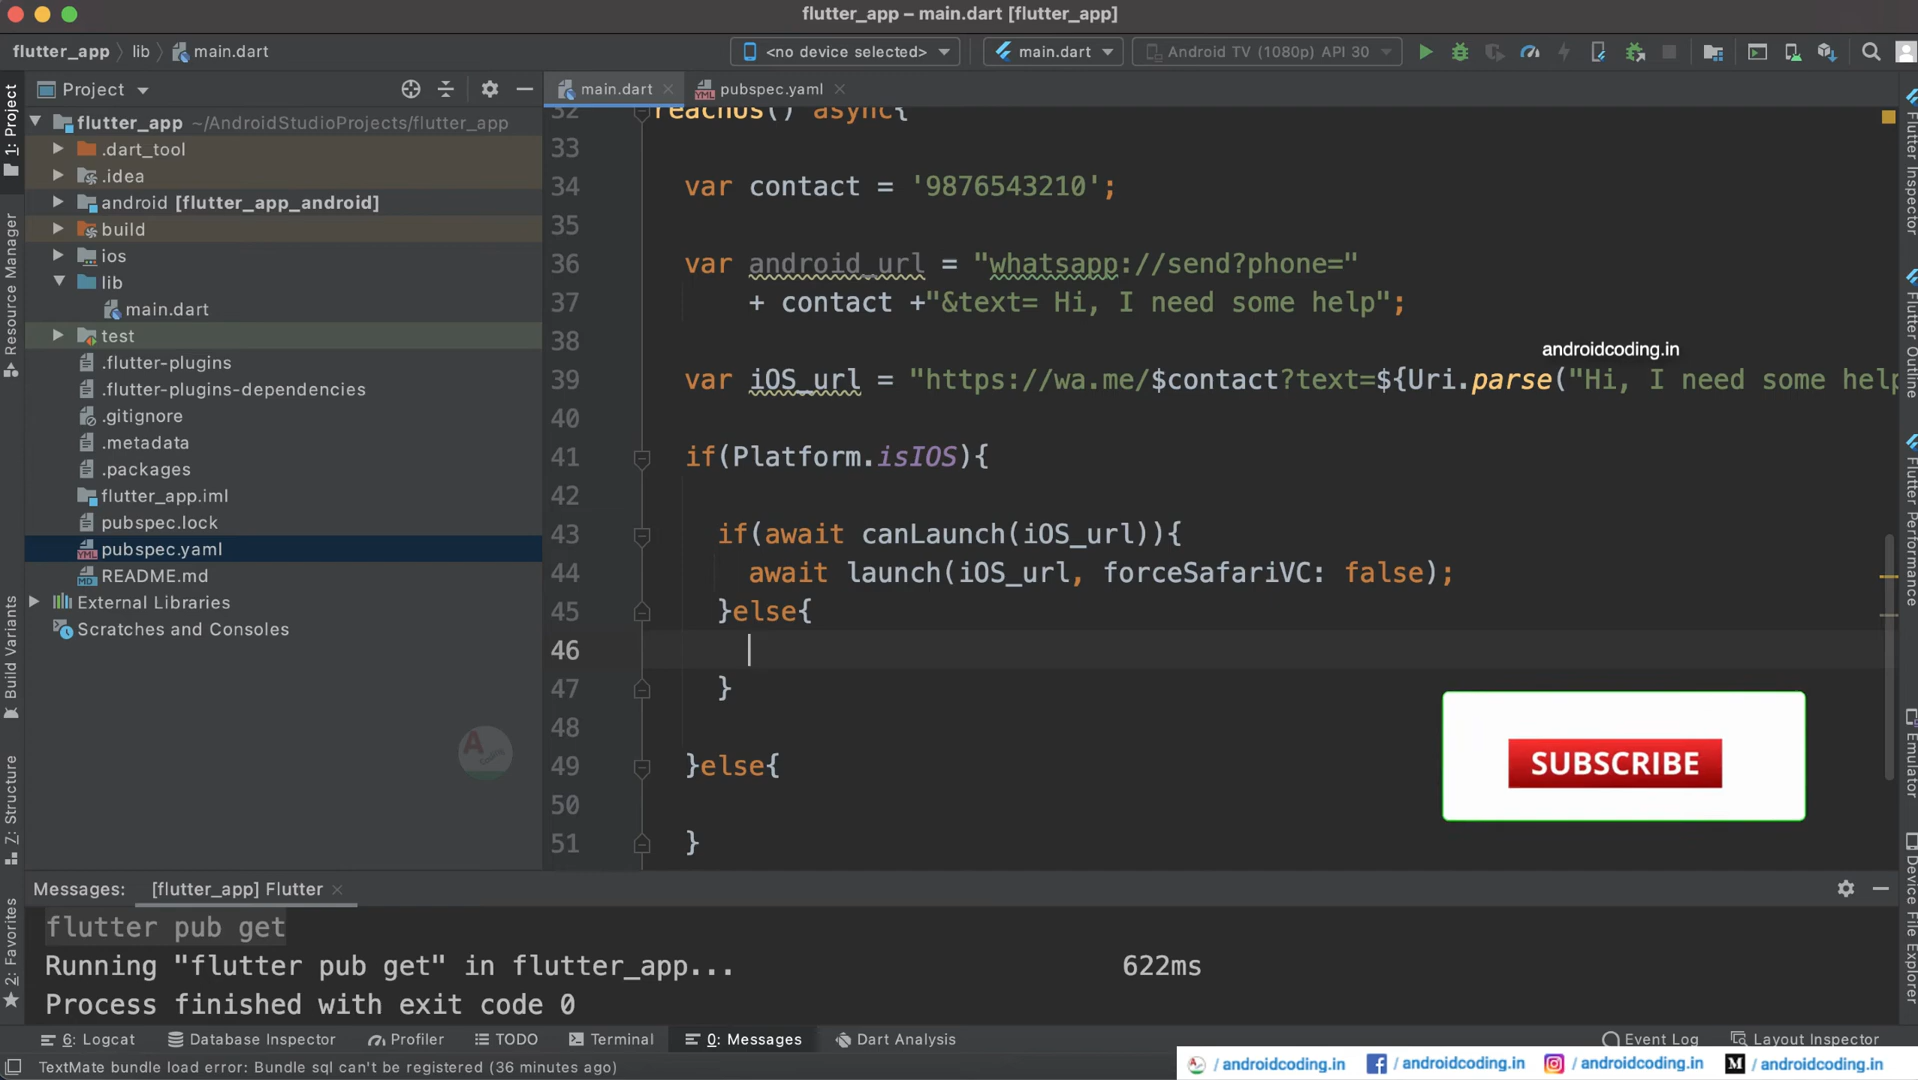 flutter_app – main.dart [flutter_app]
flutter_app lib main.dart
<no device selected> main.dart Android TV (1080p) API 30
Project
main.dart pubspec.yaml
flutter_app ~/AndroidStudioProjects/flutter_app
.dart_tool
.idea
android [flutter_app_android]
build
ios
lib
main.dart
test
.flutter-plugins
.flutter-plugins-dependencies
.gitignore
.metadata
.packages
flutter_app.iml
pubspec.lock
pubspec.yaml
README.md
External Libraries
Scratches and Consoles
1: Project
Resource Manager
Build Variants
Z: Structure
2: Favorites
32 reachUs() async{
33
34 var contact = '9876543210';
35
36 var android_url = "whatsapp://send?phone="
37 + contact +"&text= Hi, I need some help";
38
androidcoding.in
39 var iOS_url = "https://wa.me/$contact?text=${Uri.parse("Hi, I need some help
40
41 if(Platform.isIOS){
42
43 if(await canLaunch(iOS_url)){
44 await launch(iOS_url, forceSafariVC: false);
45 }else{
46
47 }
48
49 }else{
50
51 }
SUBSCRIBE
Flutter Inspector
Flutter Outline
Flutter Performance
Emulator
Device File Explorer
Messages: [flutter_app] Flutter
flutter pub get
Running "flutter pub get" in flutter_app... 622ms
Process finished with exit code 0
6: Logcat Database Inspector Profiler TODO Terminal 0: Messages Dart Analysis Event Log Layout Inspector
TextMate bundle load error: Bundle sql can't be registered (36 minutes ago)
/androidcoding.in /androidcoding.in /androidcoding.in /androidcoding.in